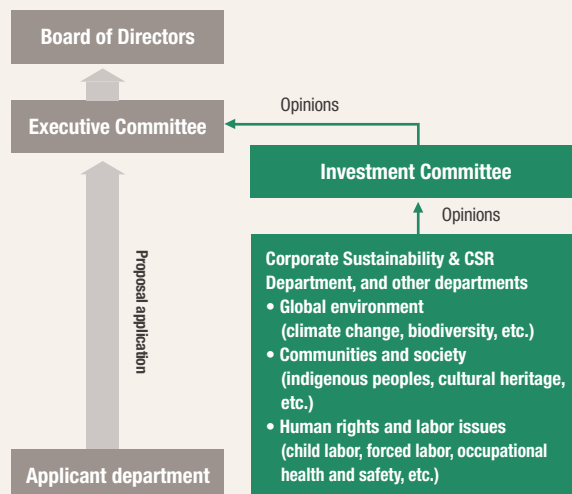 Board of Directors
Executive Committee
Opinions
Investment Committee
Opinions
Proposal application
Corporate Sustainability & CSR
Department, and other departments
• Global environment
(climate change, biodiversity, etc.)
• Communities and society
(indigenous peoples, cultural heritage,
etc.)
• Human rights and labor issues
(child labor, forced labor, occupational
health and safety, etc.)
Applicant department